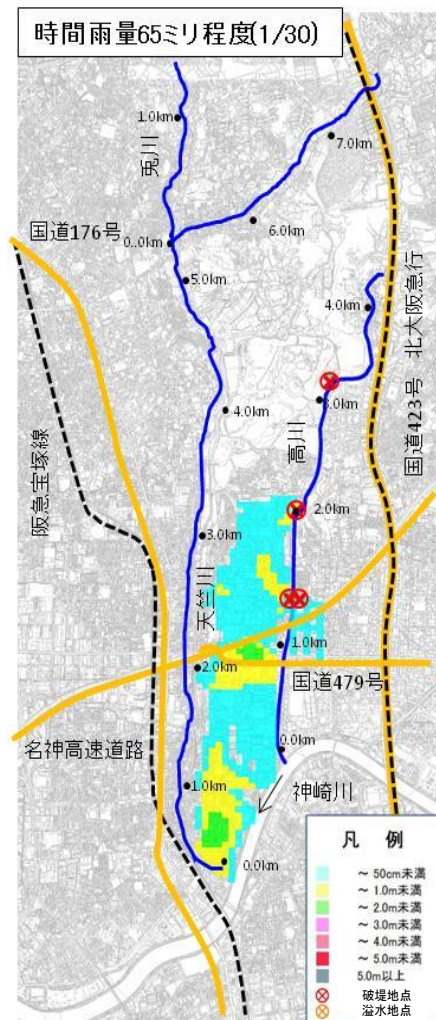 時間雨量65ミリ程度(1/30)
1.0km
兎川
7.0km
6.0km
国道176号
0..0km
5.0km
4.0km
北大阪急行
国道423号
3.0km
4.0km
高川
阪急宝塚線
2.0km
3.0km
天竺川
1.0km
2.0km
国道479号
名神高速道路
0.0km
1.0km
神崎川
0.0km
凡 例
~ 50cm未満
~ 1.0m未満
~ 2.0m未満
~ 3.0m未満
~ 4.0m未満
~ 5.0m未満
5.0m以上
破堤地点
溢水地点